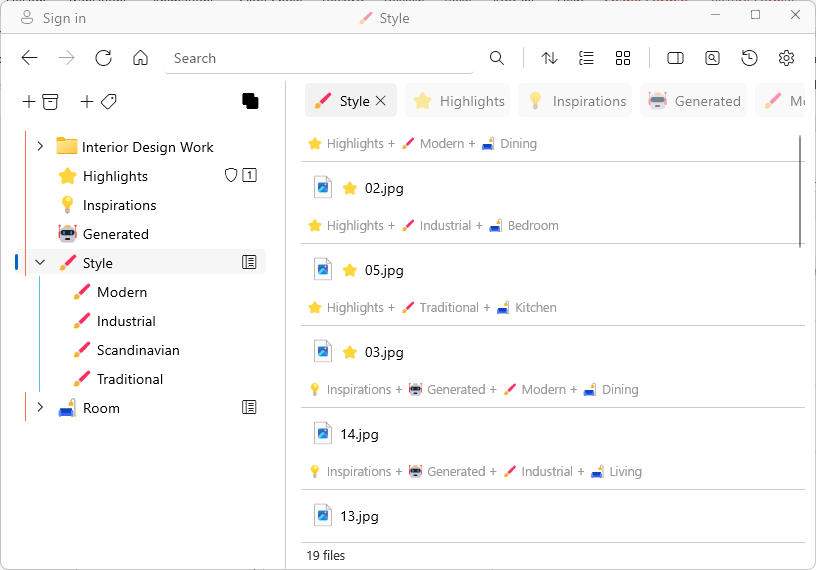 Sign in
Style
Search
Style
Highlights
Inspirations
Generated
Interior Design Work
Highlights
1
Inspirations
Generated
Style
Modern
Industrial
Scandinavian
Traditional
Room
Highlights + Modern + Dining
02.jpg
Highlights + Industrial + Bedroom
05.jpg
Highlights + Traditional + Kitchen
03.jpg
Inspirations + Generated + Modern + Dining
14.jpg
Inspirations + Generated + Industrial + Living
13.jpg
19 files